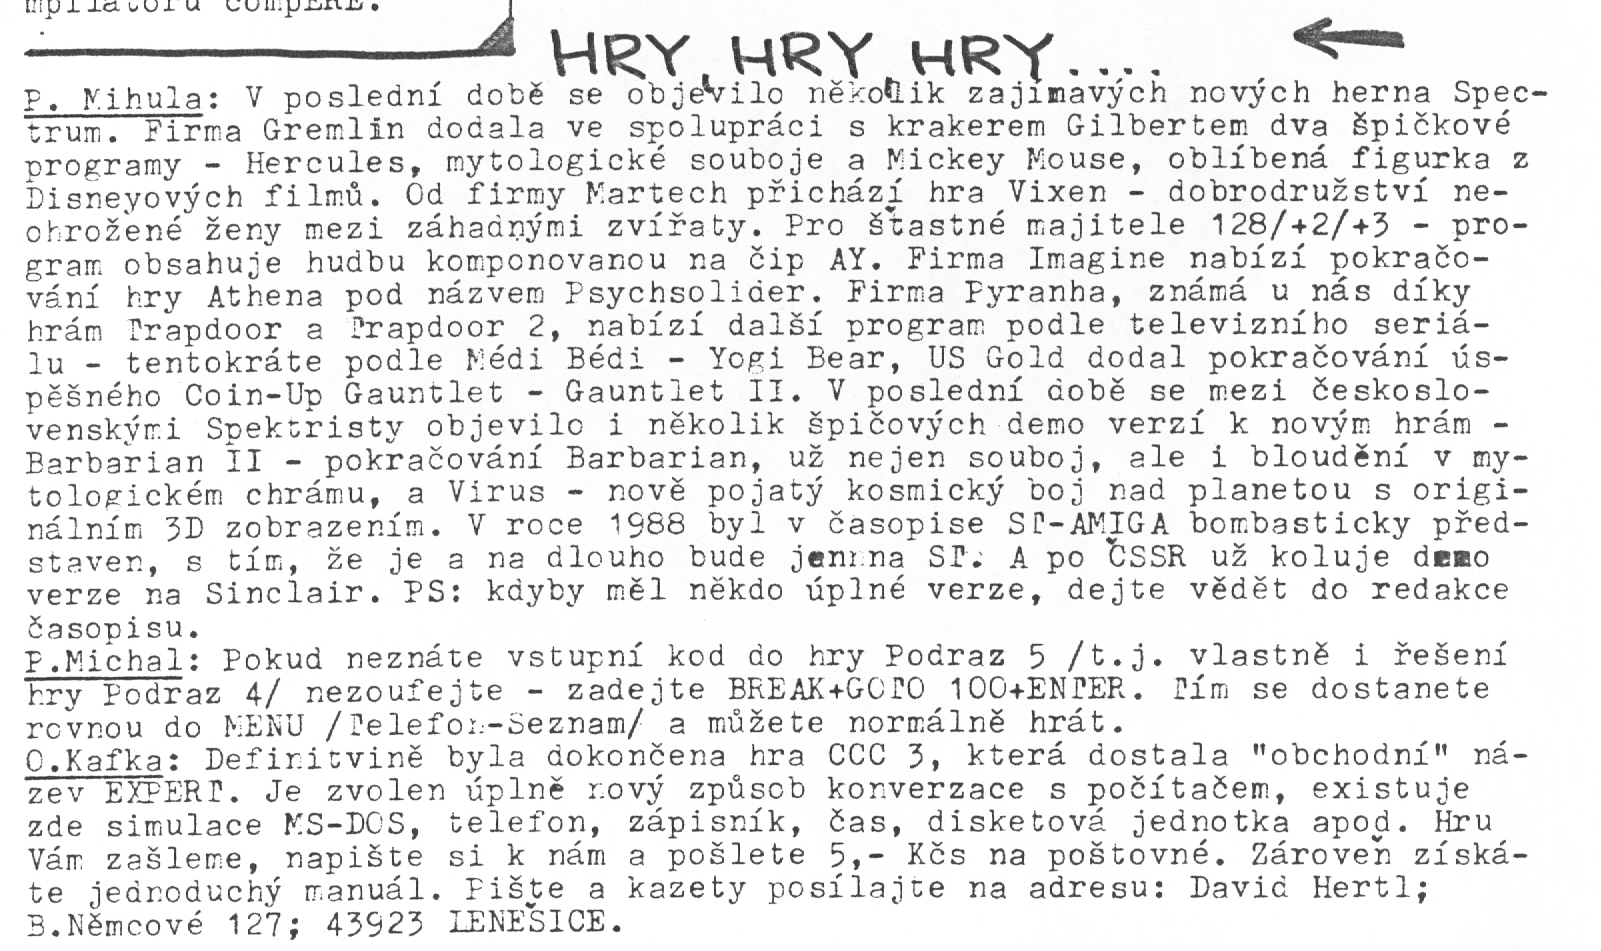 mpilátoru compERE.
HRY, HRY, HRY....
P. Mihula: V poslední době se objevilo několik zajímavých nových herna Spec-
trum. Firma Gremlin dodala ve spolupráci s krakerem Gilbertem dva špičkové
programy - Hercules, mytologické souboje a Mickey Mouse, oblíbená figurka z
Disneyových filmů. Od firmy Martech přichází hra Vixen - dobrodružství ne-
ohrožené ženy mezi záhadnými zvířaty. Pro šťastné majitele 128/+2/+3 - pro-
gram obsahuje hudbu komponovanou na čip AY. Firma Imagine nabízí pokračo-
vání hry Athena pod názvem Psychsolider. Firma Pyranha, známá u nás díky
hrám Trapdoor a Trapdoor 2, nabízí další program podle televizního seriá-
lu - tentokráte podle Médi Bédi - Yogi Bear, US Gold dodal pokračování ús-
pěšného Coin-Up Gauntlet - Gauntlet II. V poslední době se mezi českoslo-
venskými Spektristy objevilo i několik špičových demo verzí k novým hrám -
Barbarian II - pokračování Barbarian, už nejen souboj, ale i bloudění v my-
tologickém chrámu, a Virus - nově pojatý kosmický boj nad planetou s origi-
nálním 3D zobrazením. V roce 1988 byl v časopise ST-AMIGA bombasticky před-
staven, s tím, že je a na dlouho bude jen na ST. A po ČSSR už koluje demo
verze na Sinclair. PS: kdyby měl někdo úplné verze, dejte vědět do redakce
časopisu.
P.Michal: Pokud neznáte vstupní kod do hry Podraz 5 /t.j. vlastně i řešení
hry Podraz 4/ nezoufejte - zadejte BREAK+GOTO 100+ENTER. Tím se dostanete
rovnou do MENU /Telefon-Seznam/ a můžete normálně hrát.
O.Kafka: Definitvině byla dokončena hra CCC 3, která dostala "obchodní" ná-
zev EXPERT. Je zvolen úplně nový způsob konverzace s počítačem, existuje
zde simulace MS-DOS, telefon, zápisník, čas, disketová jednotka apod. Hru
Vám zašleme, napište si k nám a pošlete 5,- Kčs na poštovné. Zároveň získá-
te jednoduchý manuál. Pište a kazety posílajte na adresu: David Hertl;
B.Němcové 127; 43923 LENEŠICE.